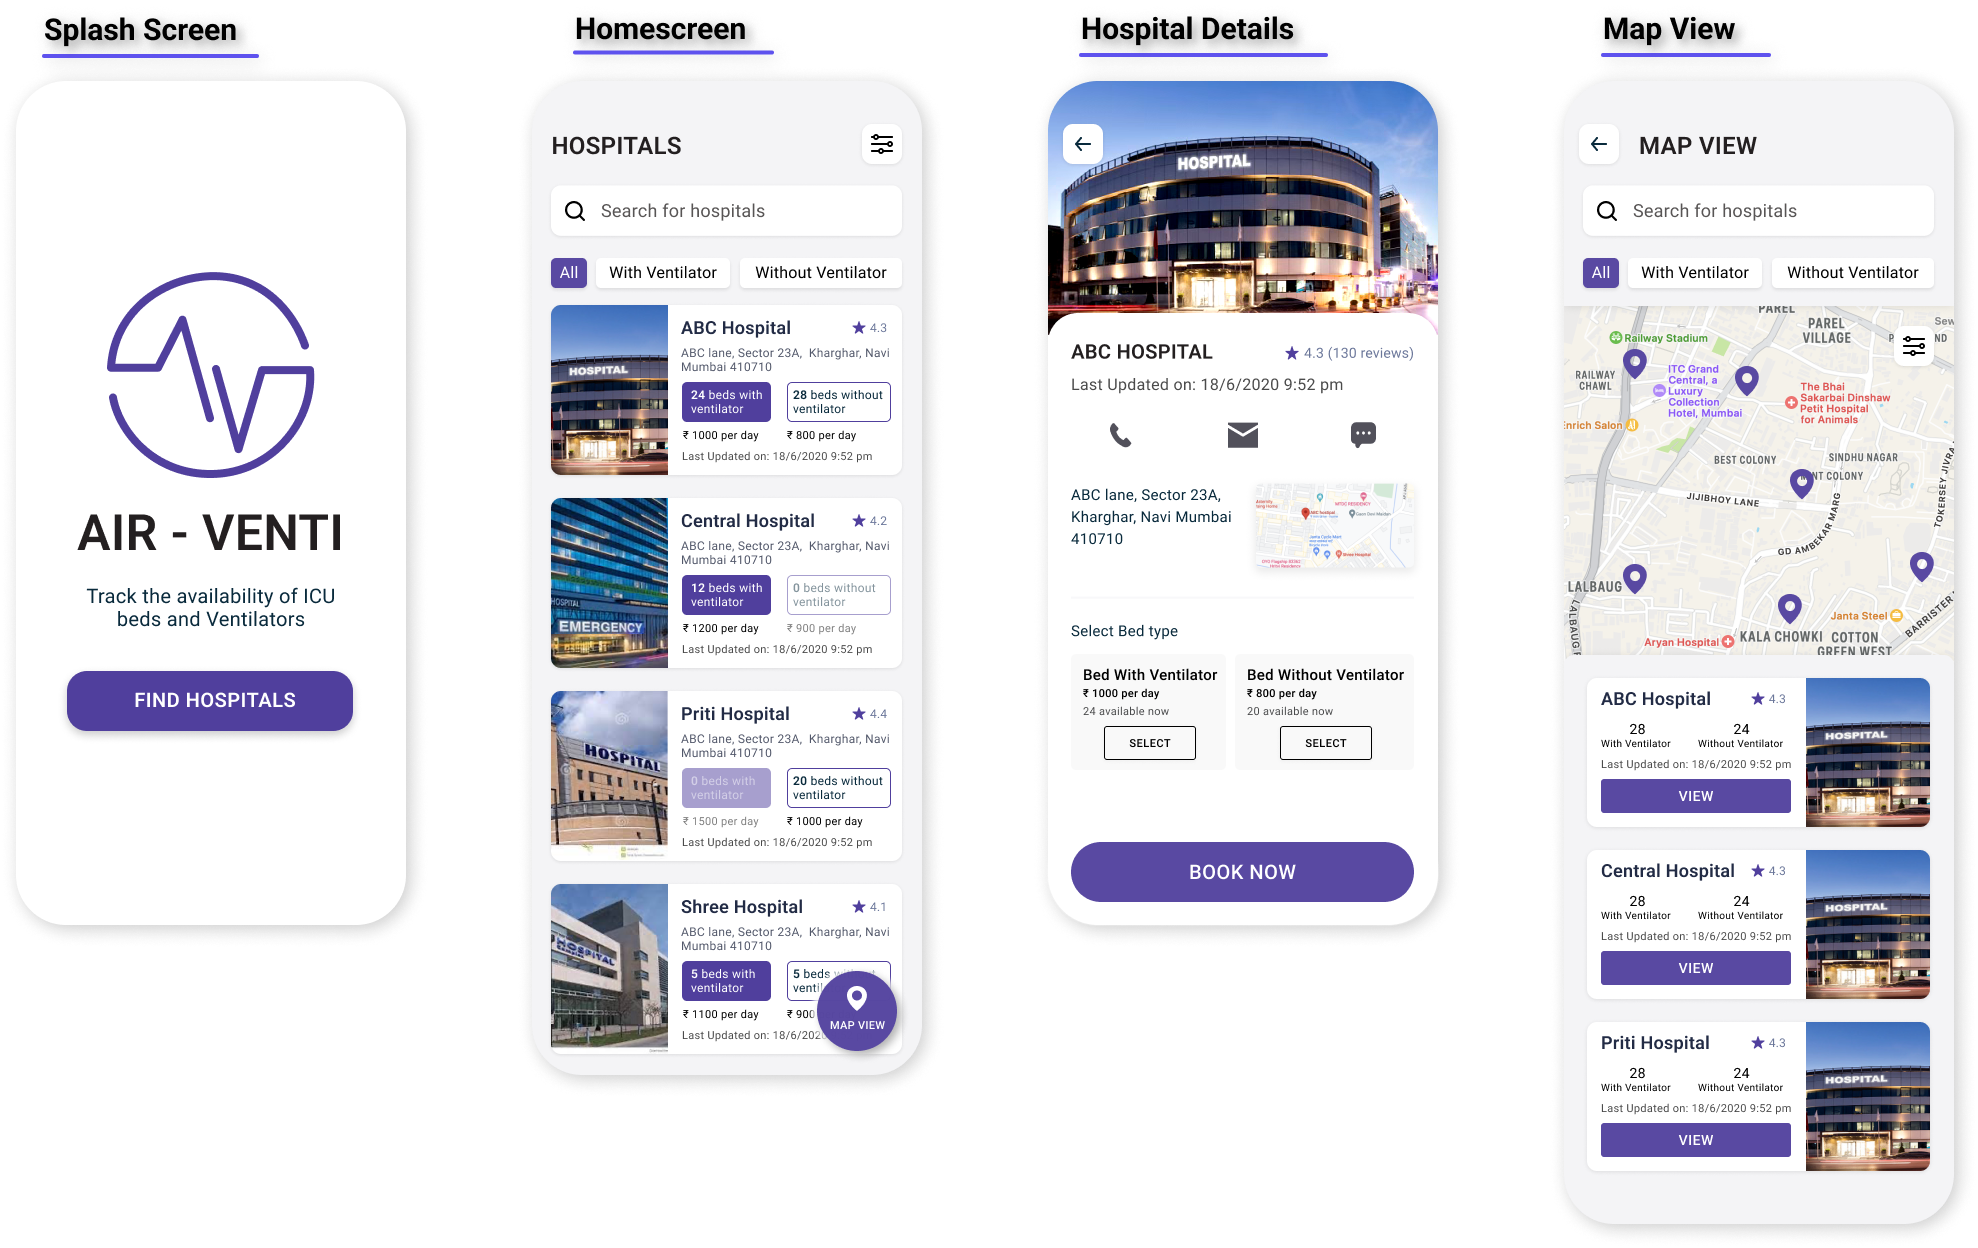 Splash Screen
AIR - VENTI
Track the availability of ICU
beds and Ventilators
FIND HOSPITALS
Homescreen
HOSPITALS
Search for hospitals
All With Ventilator Without Ventilator
HOSPITAL
ABC Hospital 4.3
ABC lane, Sector 23A, Kharghar, Navi
Mumbai 410710
24 beds with 28 beds without
ventilator ventilator
₹ 1000 per day ₹ 800 per day
Last Updated on: 18/6/2020 9:52 pm
HOSPITAL
EMERGENCY
Central Hospital 4.2
ABC lane, Sector 23A, Kharghar, Navi
Mumbai 410710
12 beds with 0 beds without
ventilator ventilator
₹ 1200 per day ₹ 900 per day
Last Updated on: 18/6/2020 9:52 pm
HOSPITAL
Priti Hospital 4.4
ABC lane, Sector 23A, Kharghar, Navi
Mumbai 410710
0 beds with 20 beds without
ventilator ventilator
₹ 1500 per day ₹ 1000 per day
Last Updated on: 18/6/2020 9:52 pm
HOSPITAL
Shree Hospital 4.1
ABC lane, Sector 23A, Kharghar, Navi
Mumbai 410710
5 beds with 5 beds
ventilator
₹ 1100 per day ₹ 900
Last Updated on: 18/6/202
MAP VIEW
Hospital Details
HOSPITAL
ABC HOSPITAL 4.3 (130 reviews)
Last Updated on: 18/6/2020 9:52 pm
ABC lane, Sector 23A,
Kharghar, Navi Mumbai
410710
Select Bed type
Bed With Ventilator Bed Without Ventilator
₹ 1000 per day ₹ 800 per day
24 available now 20 available now
SELECT SELECT
BOOK NOW
Map View
MAP VIEW
Search for hospitals
All With Ventilator Without Ventilator
PAREL
PAREL
VILLAGE
Sew
ND
Railway Stadium
RAILWAY
CHAWL
ITC Grand
Central, a
Luxury
Collection
Hotel, Mumbai
The Bhai
Sakarbai Dinshaw
Petit Hospital
for Animals
nrich Salon
BEST COLONY
SINDHU NAGAR
NT COLONY
JIJIBHOY LANE
GD AMBEKAR MARG
TOKERSEY JIVRA
LALBAUG
Janta Steel
BARRISTER
Aryan Hospital
KALA CHOWKI
COTTON
GREEN WEST
ABC Hospital 4.3
28 24
With Ventilator Without Ventilator
Last Updated on: 18/6/2020 9:52 pm
VIEW
HOSPITAL
Central Hospital 4.3
28 24
With Ventilator Without Ventilator
Last Updated on: 18/6/2020 9:52 pm
VIEW
HOSPITAL
Priti Hospital 4.3
28 24
With Ventilator Without Ventilator
Last Updated on: 18/6/2020 9:52 pm
VIEW
HOSPITAL